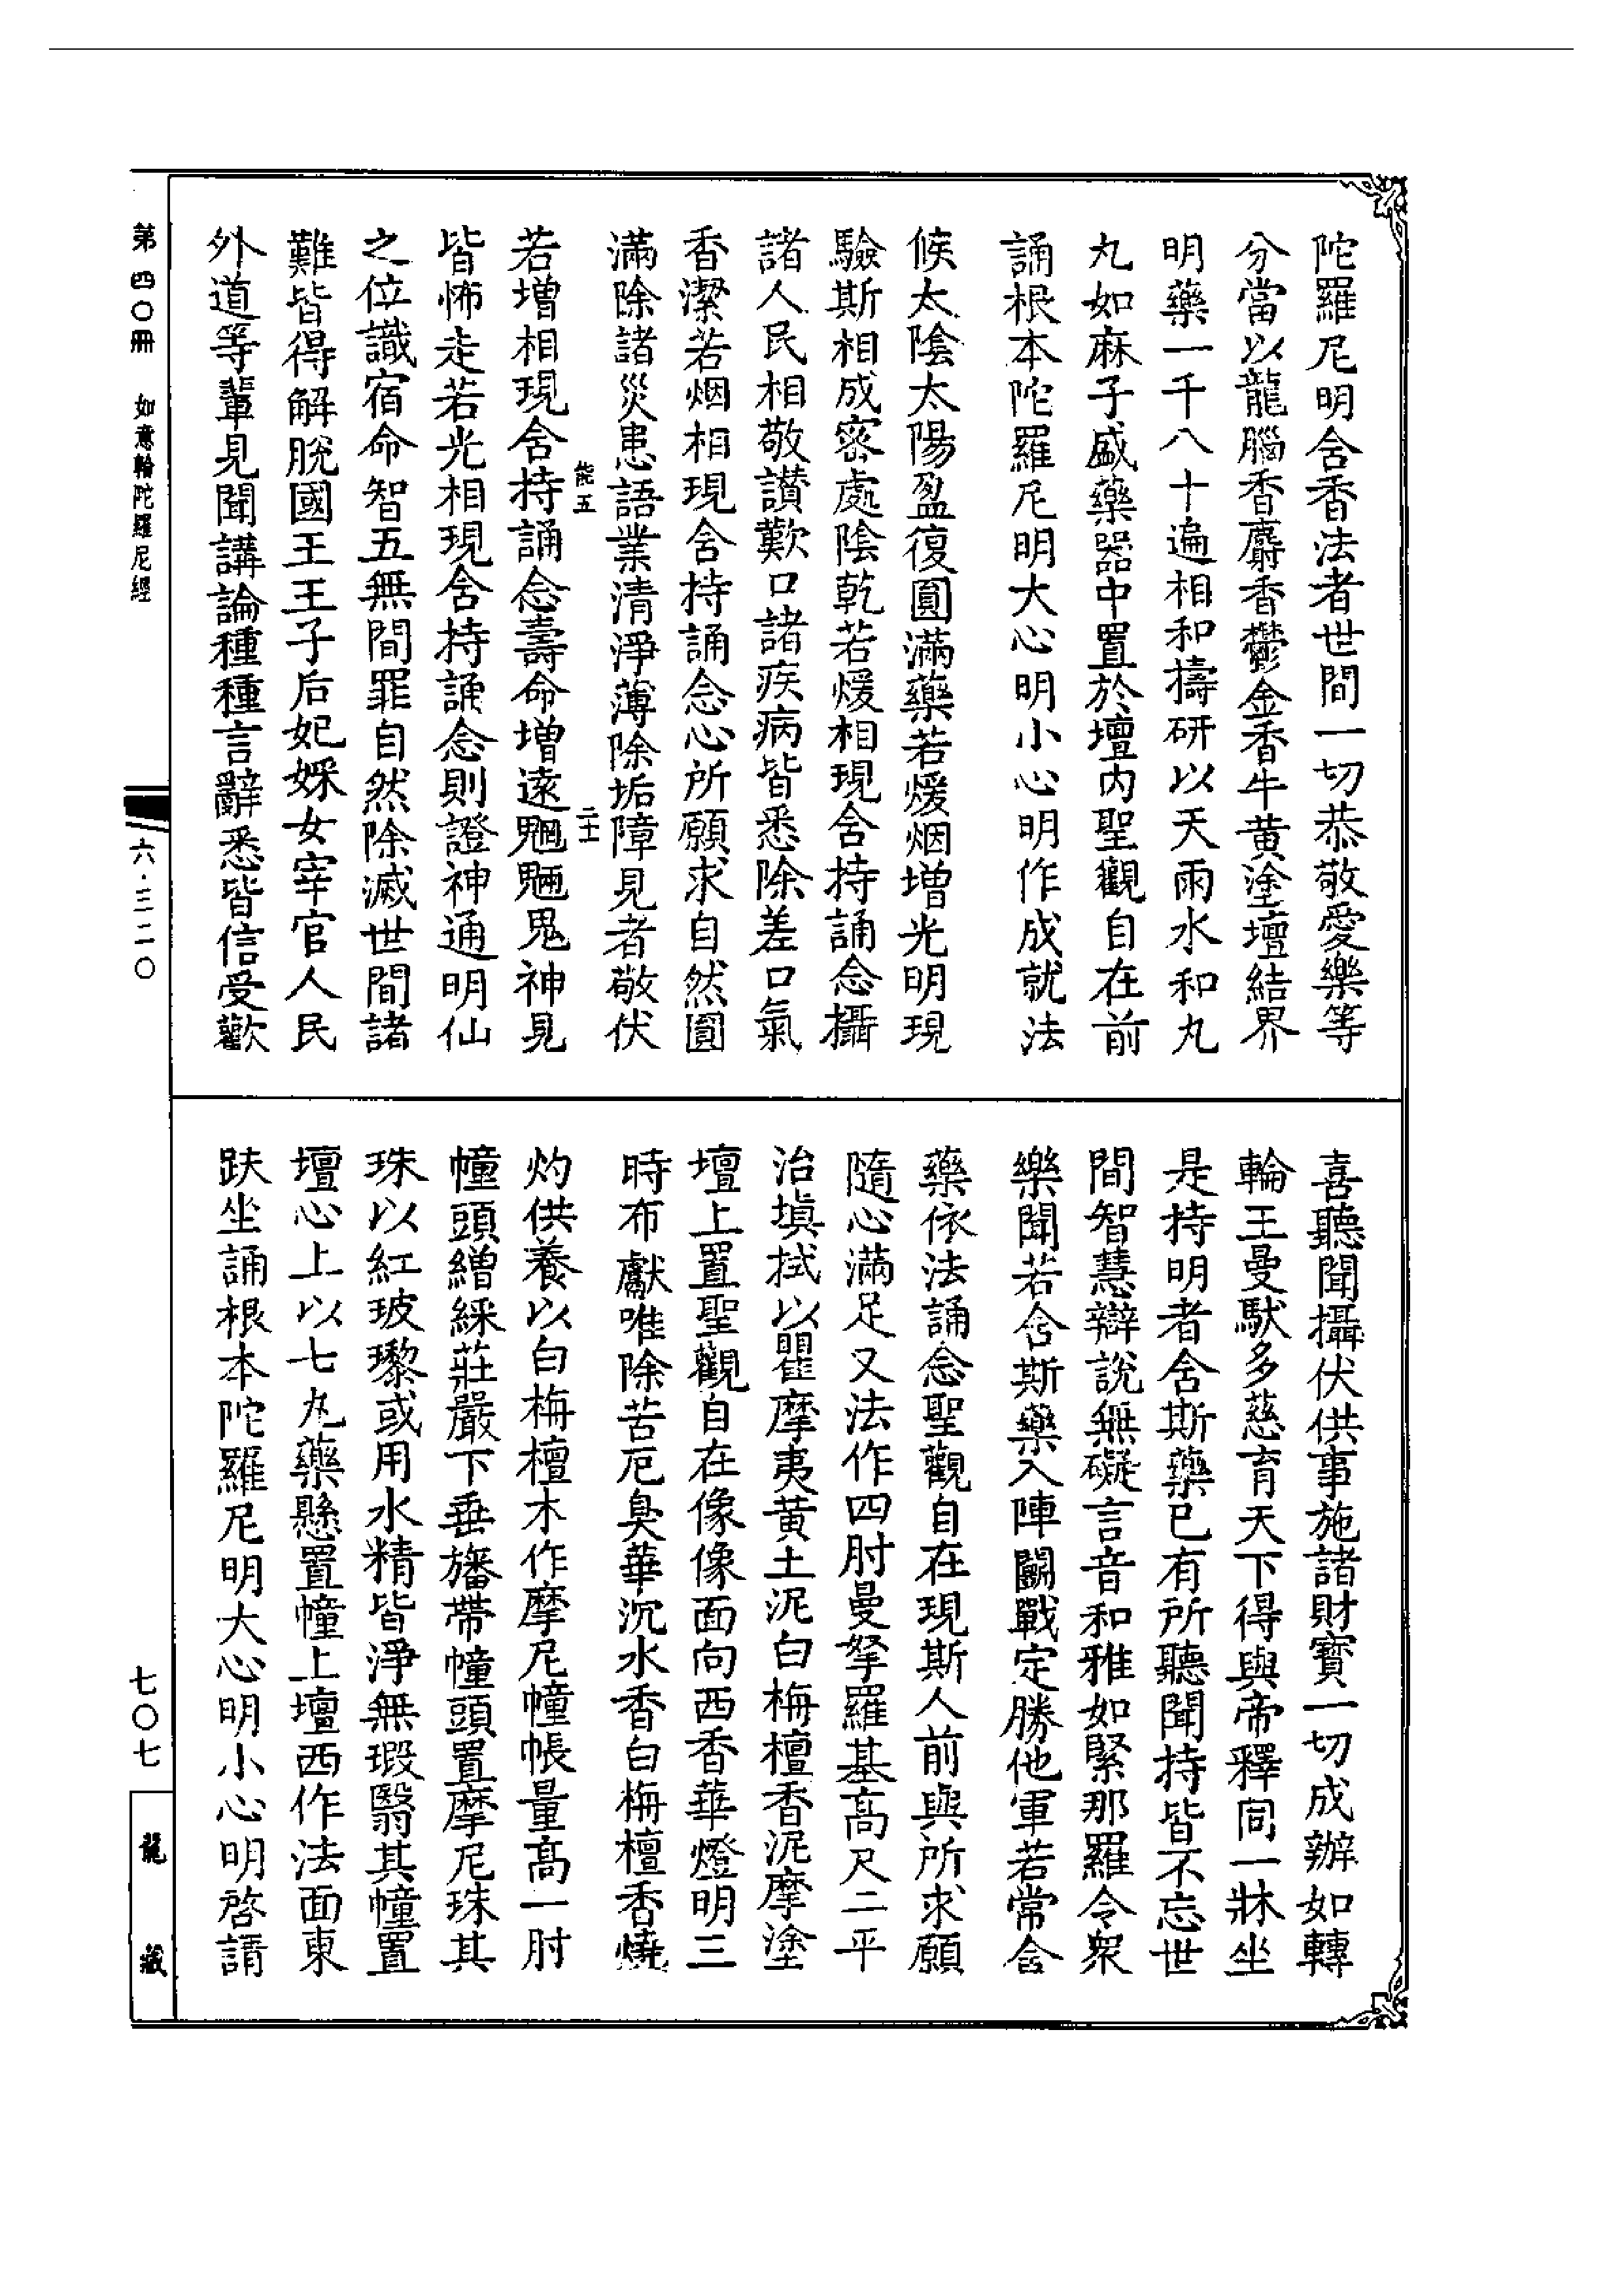 陀羅尼明含香法者世間一切恭敬愛樂等
分當以龍腦香麝香欝金香牛黃塗壇結界
明藥一千八十遍相和擣研以天雨水和丸
丸如麻子盛藥器中置於壇內聖觀自在前
誦根本陀羅尼明大心明小心明作成就法
候太陰太陽盈復圓滿藥若煖烟增光明現
驗斯相成密處陰乾若煖相現含持誦念攝
諸人民相敬讃歎口諸疾病皆悉除差口氣
香潔若烟相現含持誦念心所願求自然圓
滿除諸災患語業清淨薄除垢障見者敬伏
能五
二十
若增相現含持誦念壽命增遠魍魎鬼神見
皆怖走若光相現含持誦念則證神通明仙
之位識宿命智五無間罪自然除滅世間諸
難皆得解脫國王王子后妃婇女宰官人民
外道等輩見聞講論種種言辭悉皆信受歡
喜聽聞攝伏供事施諸財寶一切成辦如轉
輪王曼馱多慈育天下得與帝釋同一牀坐
是持明者含斯藥已有所聽聞持皆不忘世
間智慧辯說無礙言音和雅如緊那羅令衆
樂聞若含斯藥入陣鬭戰定勝他軍若常含
藥依法誦念聖觀自在現斯人前與所求願
隨心滿足又法作四肘曼拏羅基高尺二平
治塡拭以瞿摩夷黃土泥白栴檀香泥摩塗
壇上置聖觀自在像像面向西香華燈明三
時布獻唯除苦厄臭華沉水香白栴檀香燒
灼供養以白栴檀木作摩尼幢帳量高一肘
幢頭繒綵莊嚴下垂旛帶幢頭置摩尼珠其
珠以紅玻瓈或用水精皆淨無瑕翳其幢置
壇心上以七丸藥懸置幢上壇西作法面東
趺坐誦根本陀羅尼明大心明小心明啓請
第四〇冊　如意輪陀羅尼經
六·三二〇
七〇七
龍藏